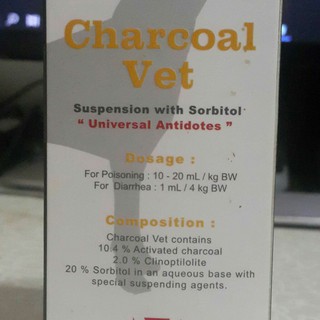 Charcoal
Vet
Suspension with Sorbitol
" Universal Antidotes "
Dosage :
For Poisoning : 10 - 20 mL / kg BW
For Diarrhea : 1 mL / 4 kg BW
Composition :
Charcoal Vet contains
10.4 % Activated charcoal
2.0 % Clinoptilolite
20 % Sorbitol in an aqueous base with
special suspending agents.